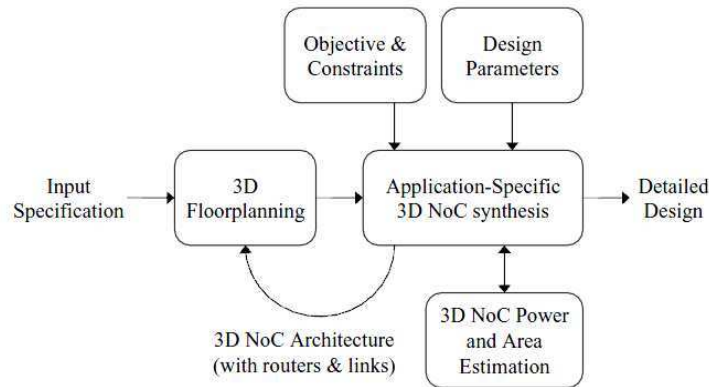 Objective &
Constraints
Design
Parameters
Input
Specification
3D
Floorplanning
Application-Specific
3D NoC synthesis
Detailed
Design
3D NoC Architecture
(with routers & links)
3D NoC Power
and Area
Estimation